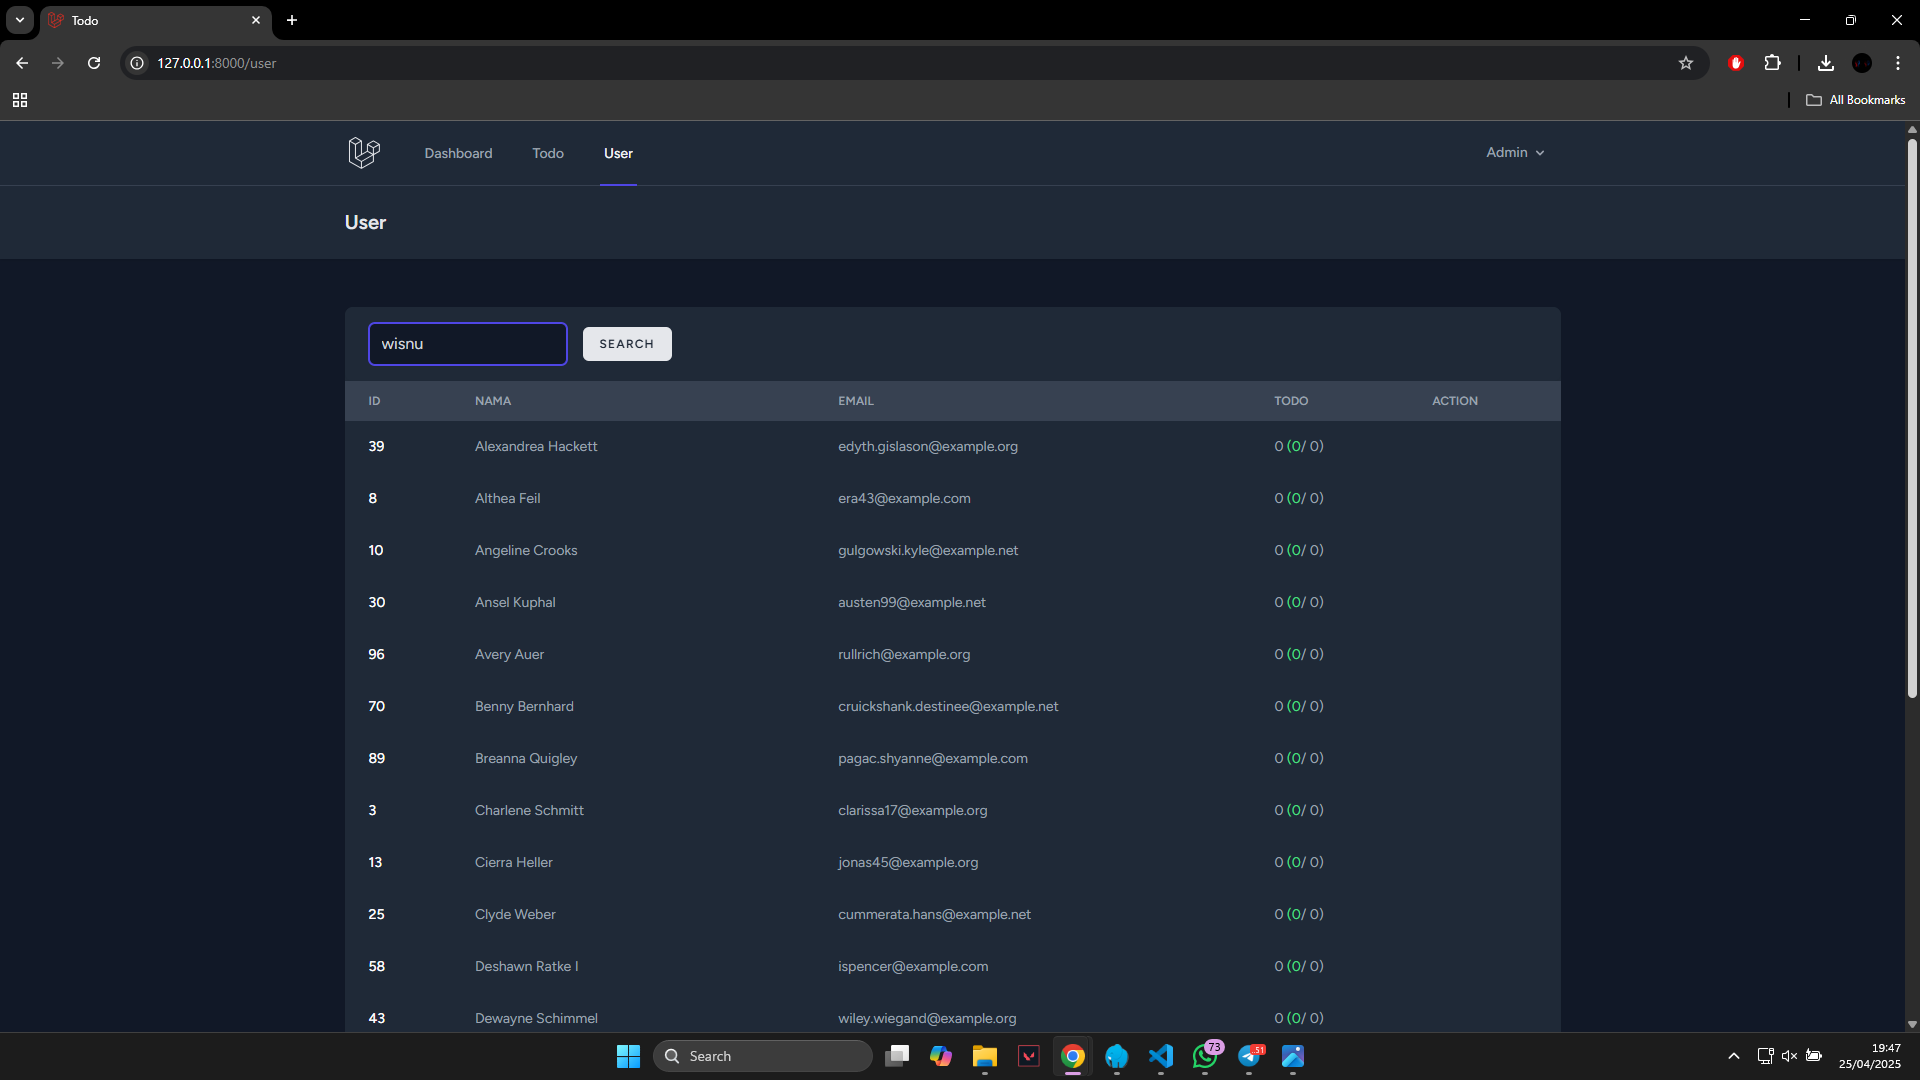 Todo
127.0.0.1:8000/user
All Bookmarks
Dashboard Todo User Admin
User
wisnu SEARCH
ID NAMA EMAIL TODO ACTION
39 Alexandrea Hackett edyth.gislason@example.org 0 (0/ 0)
8 Althea Feil era43@example.com 0 (0/ 0)
10 Angeline Crooks gulgowski.kyle@example.net 0 (0/ 0)
30 Ansel Kuphal austen99@example.net 0 (0/ 0)
96 Avery Auer rullrich@example.org 0 (0/ 0)
70 Benny Bernhard cruickshank.destinee@example.net 0 (0/ 0)
89 Breanna Quigley pagac.shyanne@example.com 0 (0/ 0)
3 Charlene Schmitt clarissa17@example.org 0 (0/ 0)
13 Cierra Heller jonas45@example.org 0 (0/ 0)
25 Clyde Weber cummerata.hans@example.net 0 (0/ 0)
58 Deshawn Ratke I ispencer@example.com 0 (0/ 0)
43 Dewayne Schimmel wiley.wiegand@example.org 0 (0/ 0)
Search 73 51 19:47
25/04/2025